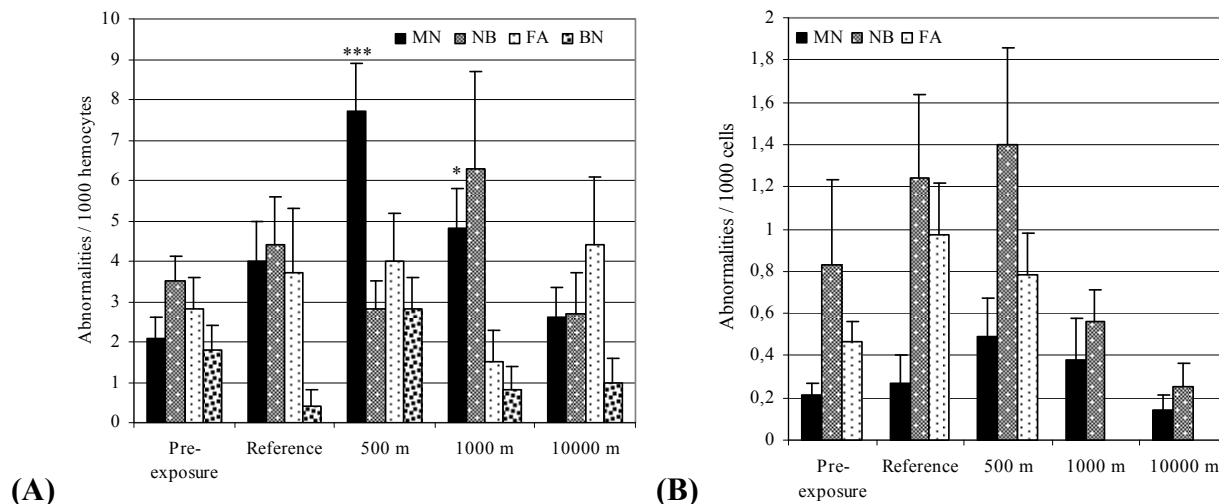 10
9
8
7
6
5
4
3
2
1
0
Abnormalities / 1000 hemocytes
MN NB FA BN
***
*
Pre-
exposure
Reference
500 m
1000 m
10000 m
(A)
2
1,8
1,6
1,4
1,2
1
0,8
0,6
0,4
0,2
0
Abnormalities / 1000 cells
MN NB FA
Pre-
exposure
Reference
500 m
1000 m
10000 m
(B)